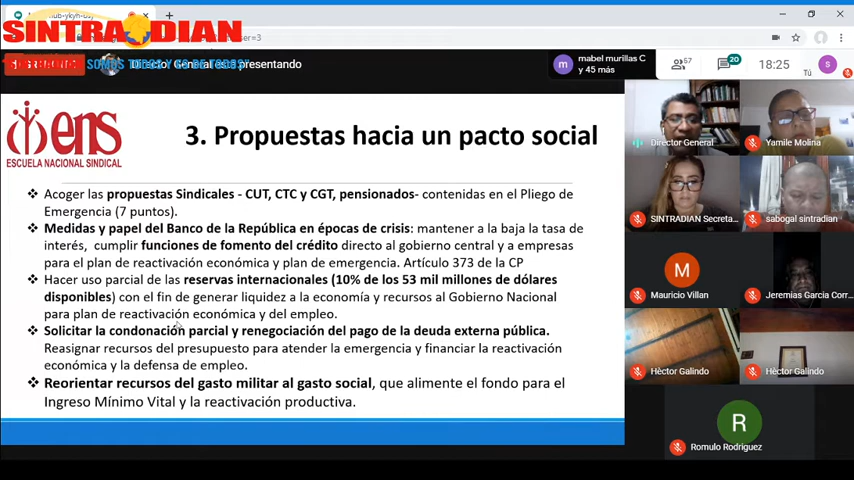 SINTRADIAN
SOMOS TODOS Y ES DE TODOS
Director General está presentando
mabel murillas C
y 45 más
57
20
18:25
S
Tú
ens
ESCUELA NACIONAL SINDICAL
3. Propuestas hacia un pacto social
❖ Acoger las propuestas Sindicales - CUT, CTC y CGT, pensionados- contenidas en el Pliego de
Emergencia (7 puntos).
❖ Medidas y papel del Banco de la República en épocas de crisis: mantener a la baja la tasa de
interés, cumplir funciones de fomento del crédito directo al gobierno central y a empresas
para el plan de reactivación económica y plan de emergencia. Artículo 373 de la CP
❖ Hacer uso parcial de las reservas internacionales (10% de los 53 mil millones de dólares
disponibles) con el fin de generar liquidez a la economía y recursos al Gobierno Nacional
para plan de reactivación económica y del empleo.
❖ Solicitar la condonación parcial y renegociación del pago de la deuda externa pública.
Reasignar recursos del presupuesto para atender la emergencia y financiar la reactivación
económica y la defensa de empleo.
❖ Reorientar recursos del gasto militar al gasto social, que alimente el fondo para el
Ingreso Mínimo Vital y la reactivación productiva.
Director General
Yamile Molina
SINTRADIAN Secreta...
sabogal sintradian
M
Mauricio Villan
Jeremias Garcia Corr...
Hèctor Galindo
Hèctor Galindo
R
Romulo Rodriguez